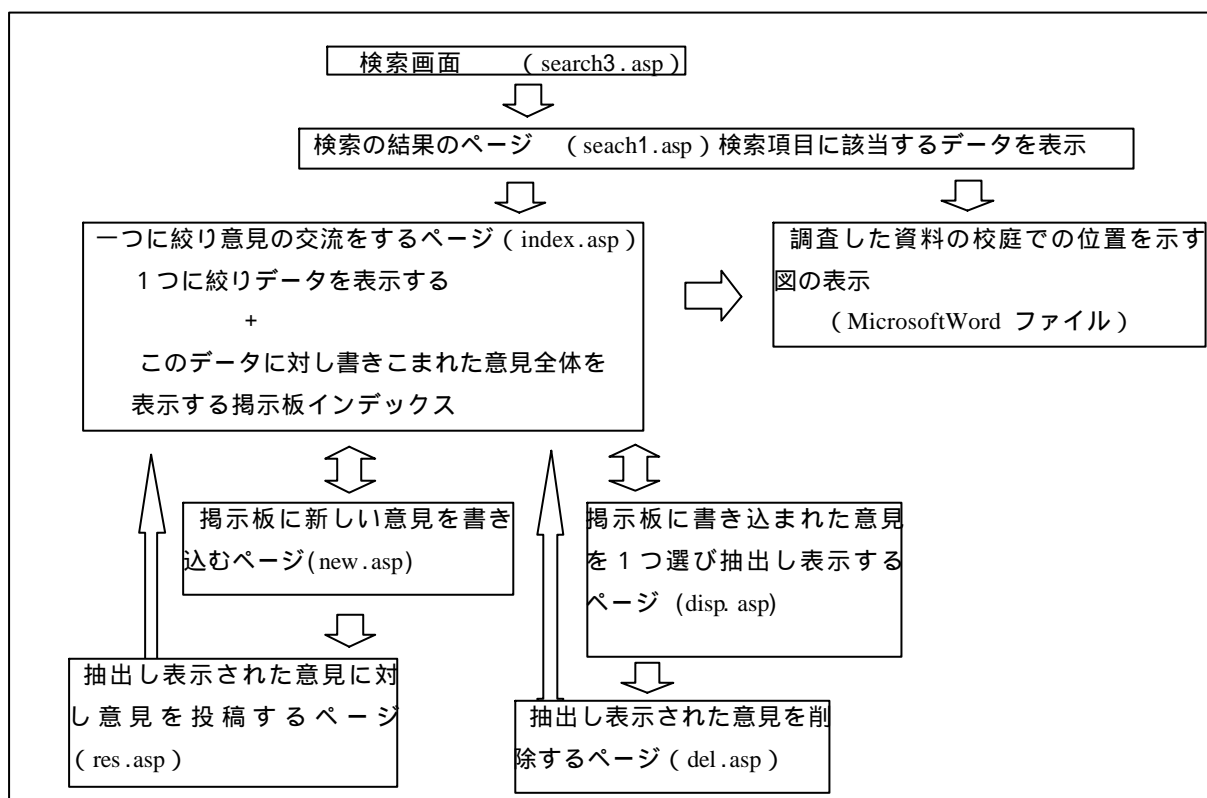 検索画面　（search3.asp）
検索の結果のページ　（seach1.asp）検索項目に該当するデータを表示
一つに絞り意見の交流をするページ（index.asp）
１つに絞りデータを表示する
+
このデータに対し書きこまれた意見全体を
表示する掲示板インデックス
調査した資料の校庭での位置を示す
図の表示
（MicrosoftWord ファイル）
掲示板に新しい意見を書き
込むページ(new.asp)
掲示板に書き込まれた意見
を１つ選び抽出し表示する
ページ (disp.asp)
抽出し表示された意見に対
し意見を投稿するページ
（res.asp）
抽出し表示された意見を削
除するページ（del.asp）